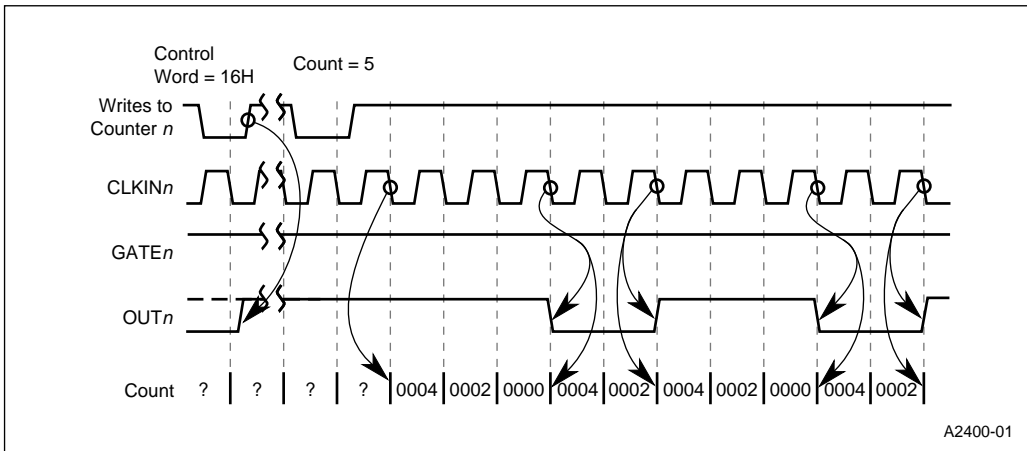 Control
Word = 16H
Count = 5
Writes to
Counter n
CLKINn
GATEn
OUTn
Count ? ? ? ? 0004 0002 0000 0004 0002 0004 0002 0000 0004 0002
A2400-01